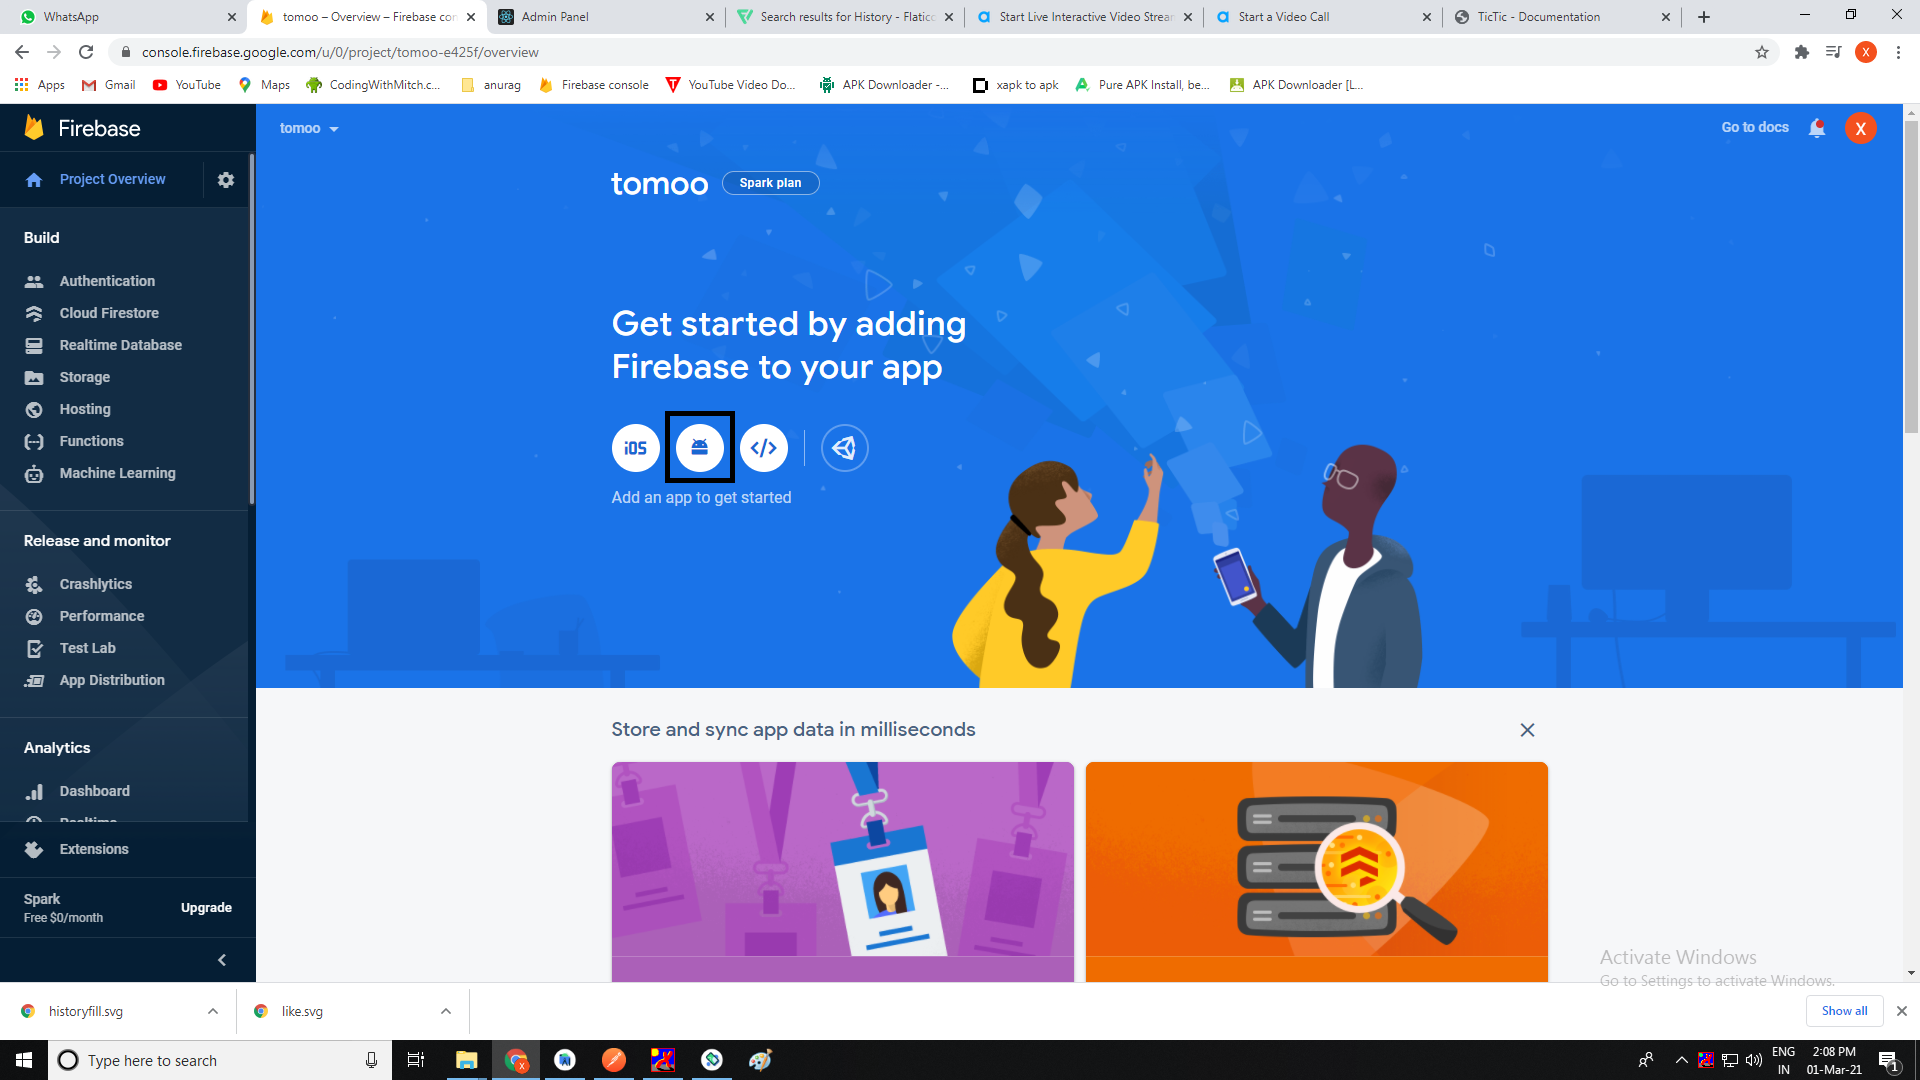 WhatsApp
tomoo – Overview – Firebase con
Admin Panel
Search results for History - Flatico
Start Live Interactive Video Strear
Start a Video Call
TicTic - Documentation
console.firebase.google.com/u/0/project/tomoo-e425f/overview
X
Apps
Gmail
YouTube
Maps
CodingWithMitch.c...
anurag
Firebase console
YouTube Video Do...
APK Downloader -...
xapk to apk
Pure APK Install, be...
APK Downloader [L...
Firebase
tomoo
Go to docs
X
Project Overview
tomoo
Spark plan
Build
Authentication
Cloud Firestore
Realtime Database
Storage
Hosting
Functions
Machine Learning
Get started by adding
Firebase to your app
iOS
Add an app to get started
Release and monitor
Crashlytics
Performance
Test Lab
App Distribution
Analytics
Dashboard
Realtime
Extensions
Spark
Free $0/month
Upgrade
Store and sync app data in milliseconds
Activate Windows
Go to Settings to activate Windows.
historyfill.svg
like.svg
Show all
Type here to search
ENG
IN
2:08 PM
01-Mar-21
1